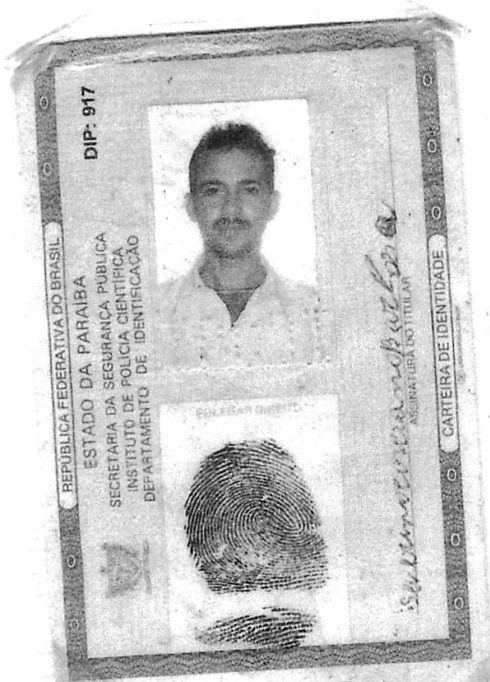 REPÚBLICA FEDERATIVA DO BRASIL
ESTADO DA PARAÍBA
SECRETARIA DA SEGURANÇA PÚBLICA
INSTITUTO DE POLÍCIA CIENTÍFICA
DEPARTAMENTO DE IDENTIFICAÇÃO
DIP: 917
POLEGAR DIREITO
ASSINATURA DO TITULAR
CARTEIRA DE IDENTIDADE